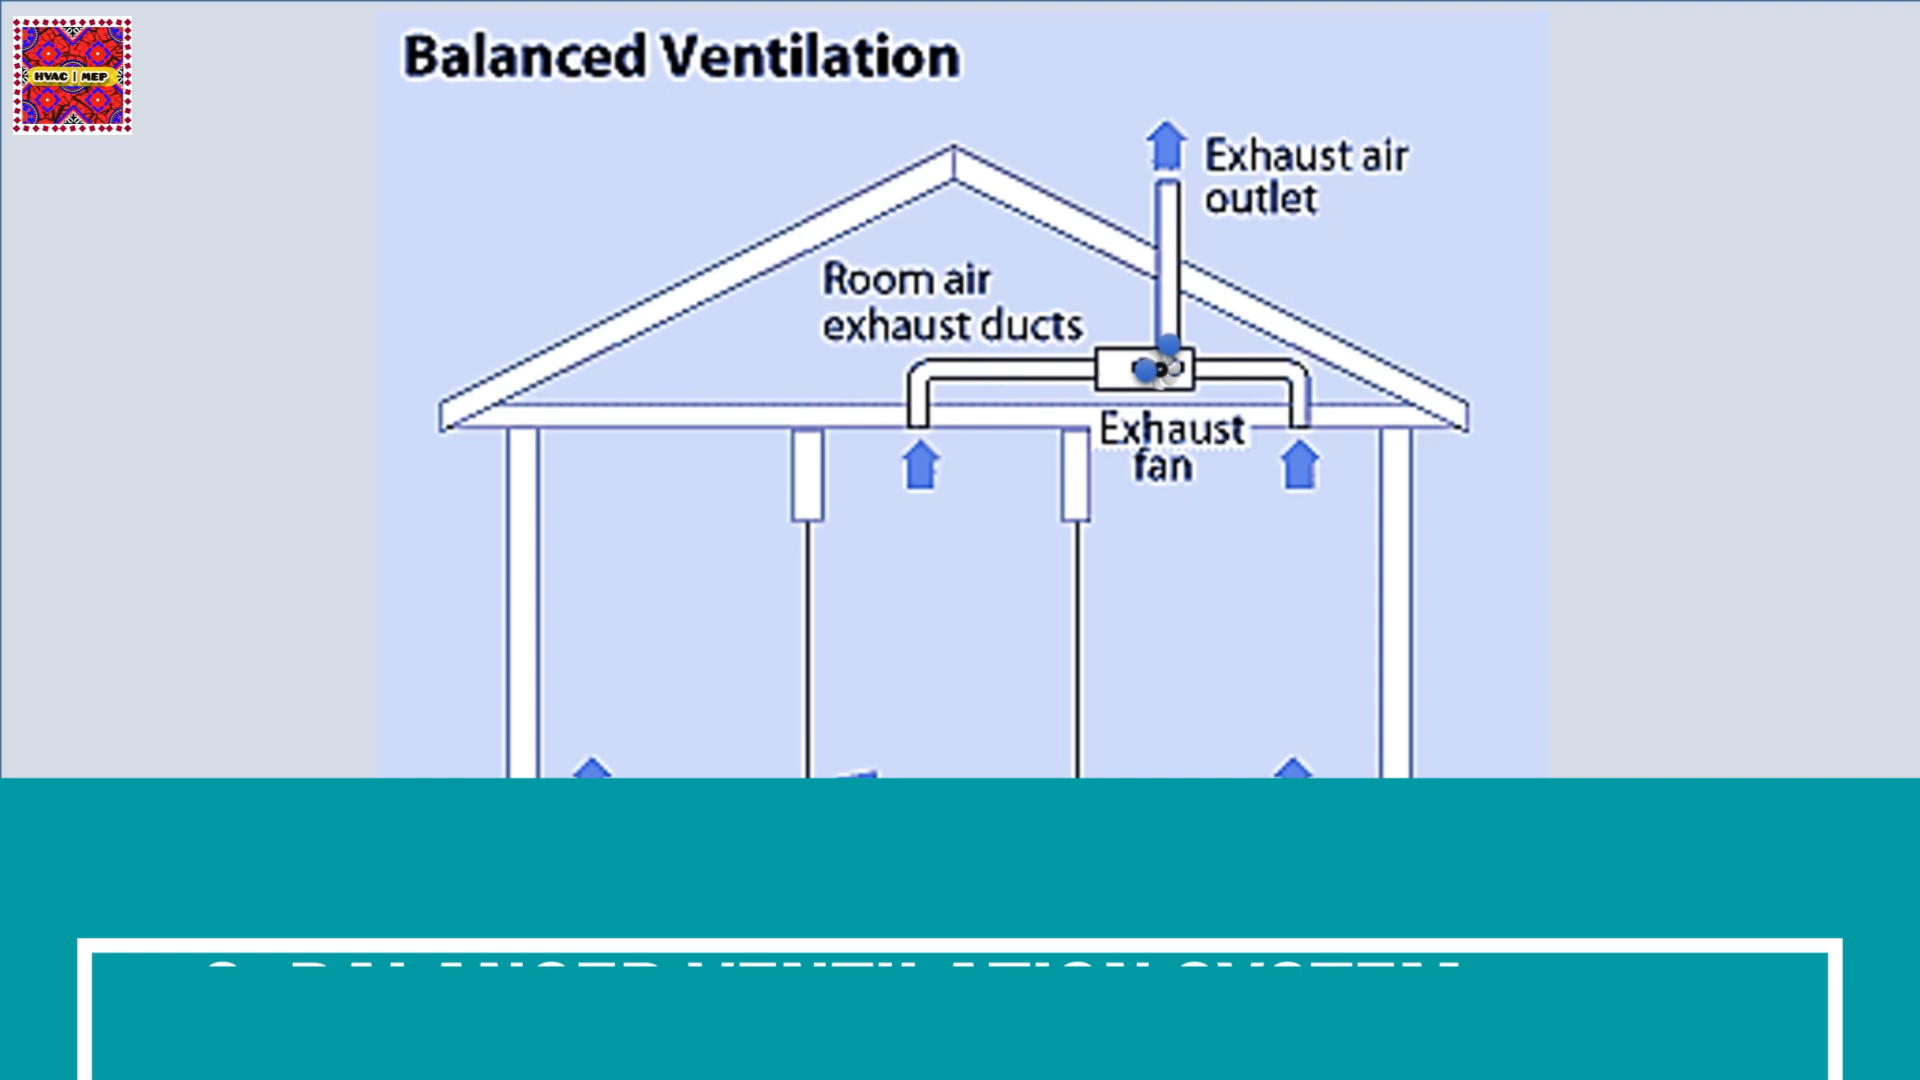 HVAC | MEP
Balanced Ventilation
Exhaust air
outlet
Room air
exhaust ducts
Exhaust
fan